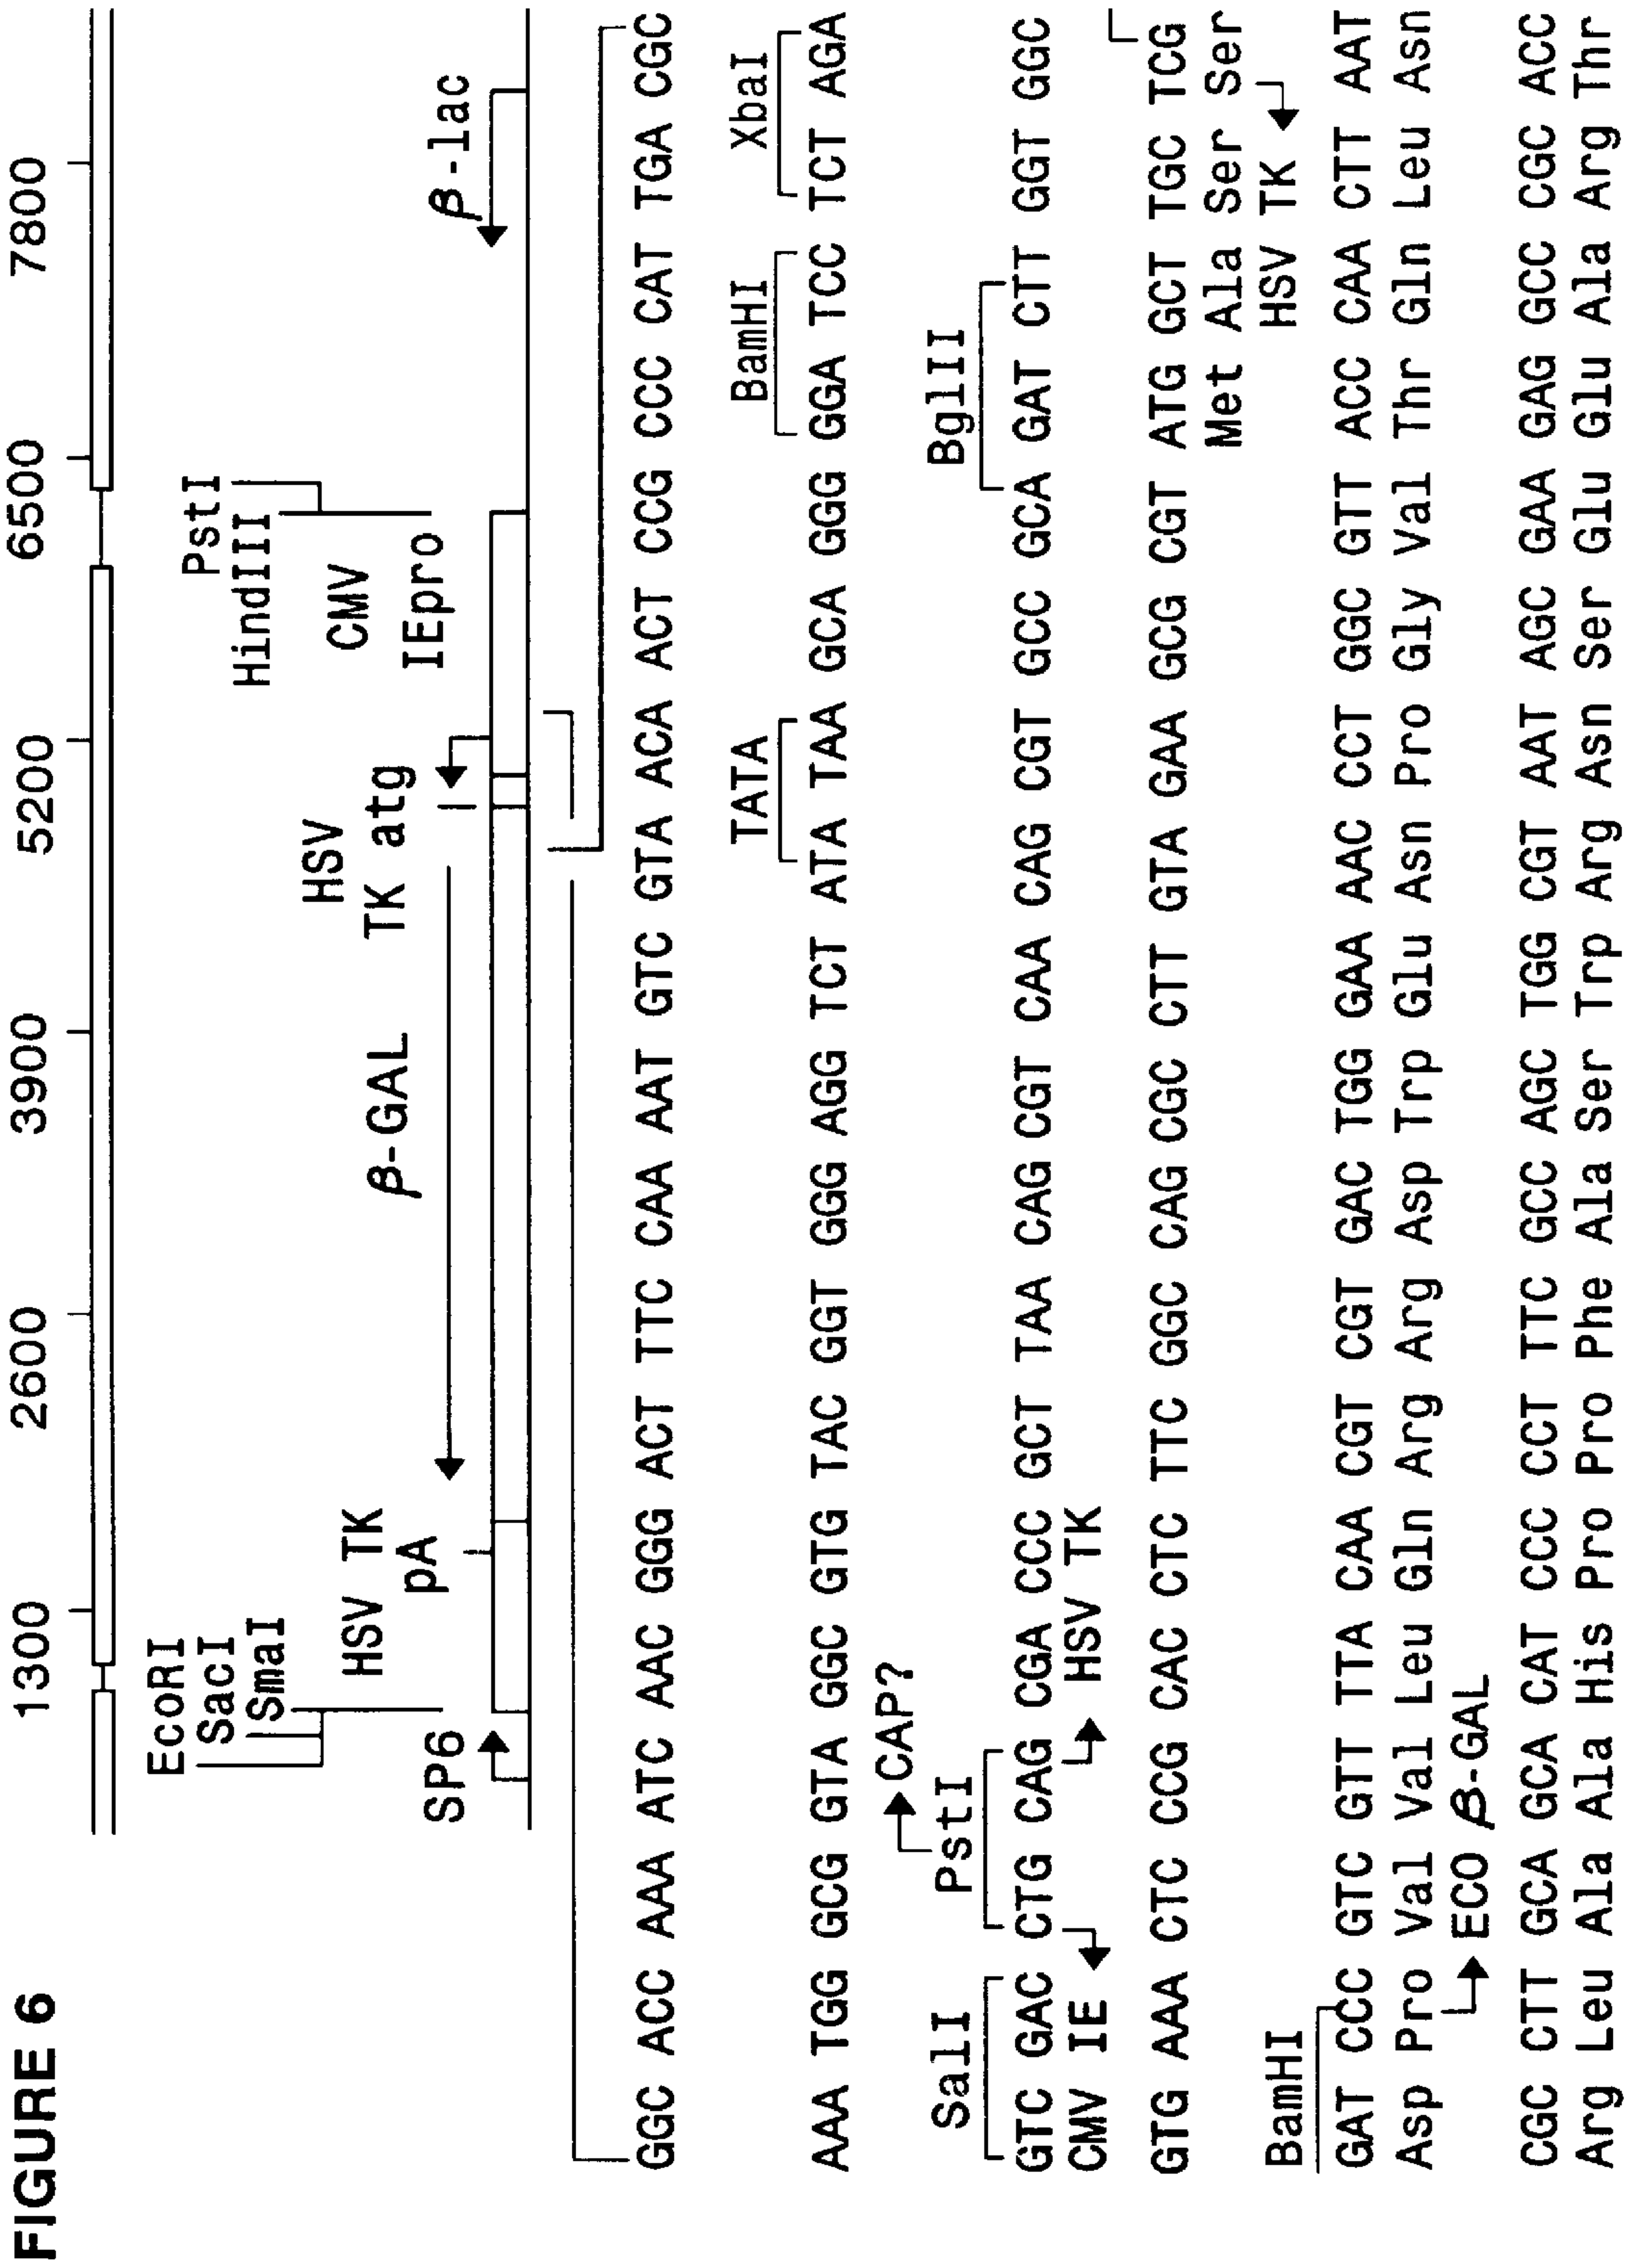 FIGURE 6
1300 2600 3900 5200 6500 7800
EcoRI
SacI
SmaI
PstI
HindIII
HSV TK
pA
HSV
TK atg
CMV
IEpro
SP6
β-GAL
β-lac
GGC ACC AAA ATC AAC GGG ACT TTC CAA AAT GTC GTA ACA ACT CCG CCC CAT TGA CGC
TATA BamHI XbaI
AAA TGG GCG GTA GGC GTG TAC GGT GGG AGG TCT ATA TAA GCA GGG GGA TCC TCT AGA
CAP?
SalI PstI BglII
GTC GAC CTG CAG CGA CCC GCT TAA CAG CGT CAA CAG CGT GCC GCA GAT CTT GGT GGC
CMV IE HSV TK
GTG AAA CTC CCG CAC CTC TTC GGC CAG CGC CTT GTA GAA GCG CGT ATG GCT TGC TCG
Met Ala Ser Ser
HSV TK
BamHI
GAT CCC GTC GTT TTA CAA CGT CGT GAC TGG GAA AAC CCT GGC GTT ACC CAA CTT AAT
Asp Pro Val Val Leu Gln Arg Arg Asp Trp Glu Asn Pro Gly Val Thr Gln Leu Asn
ECO β-GAL
CGC CTT GCA GCA CAT CCC CCT TTC GCC AGC TGG CGT AAT AGC GAA GAG GCC CGC ACC
Arg Leu Ala Ala His Pro Pro Phe Ala Ser Trp Arg Asn Ser Glu Glu Ala Arg Thr